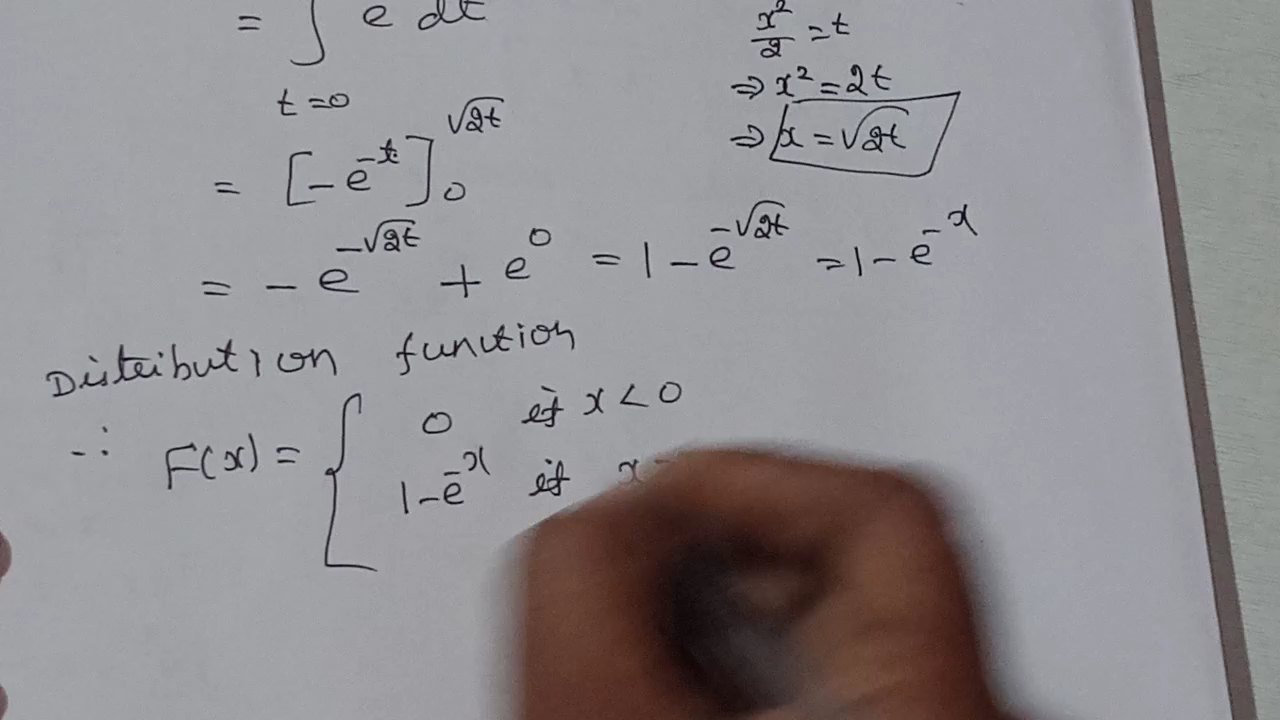 = ∫ e dt
t=0
x²/2 = t
⇒ x² = 2t
⇒ x = √2t
= [-e^-t]₀^√2t
= -e^-√2t + e^0 = 1-e^-√2t = 1-e^-x
Distribution function
∴ F(x) = { 0 if x<0
1-e^-x if x